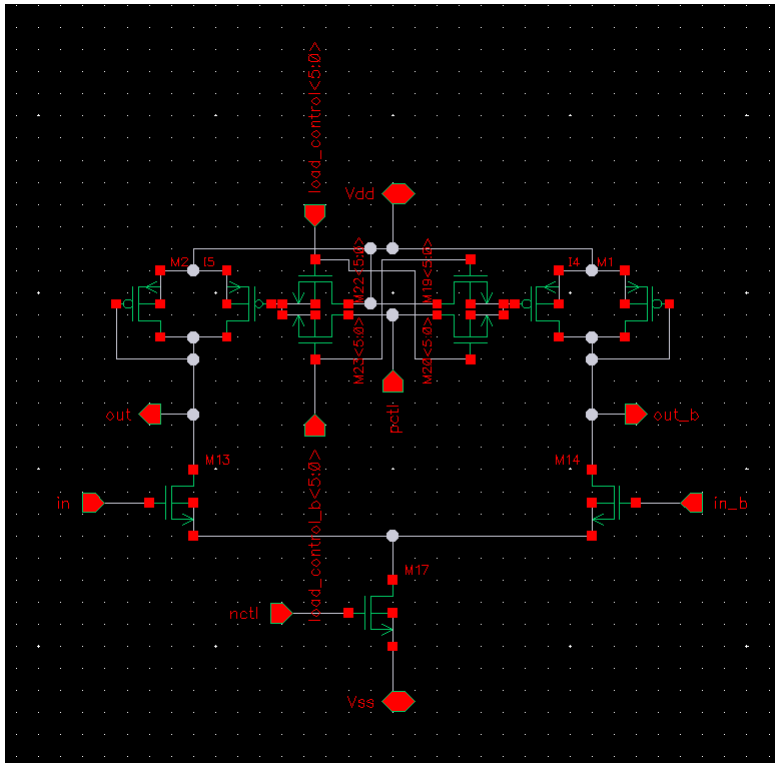 load_control<5:0>
Vdd
M2
I5
M22<5:0>
M19<5:0>
I4
M1
M23<5:0>
M20<5:0>
pctl
out
out_b
M13
M14
in
in_b
load_control_b<5:0>
M17
nctl
Vss